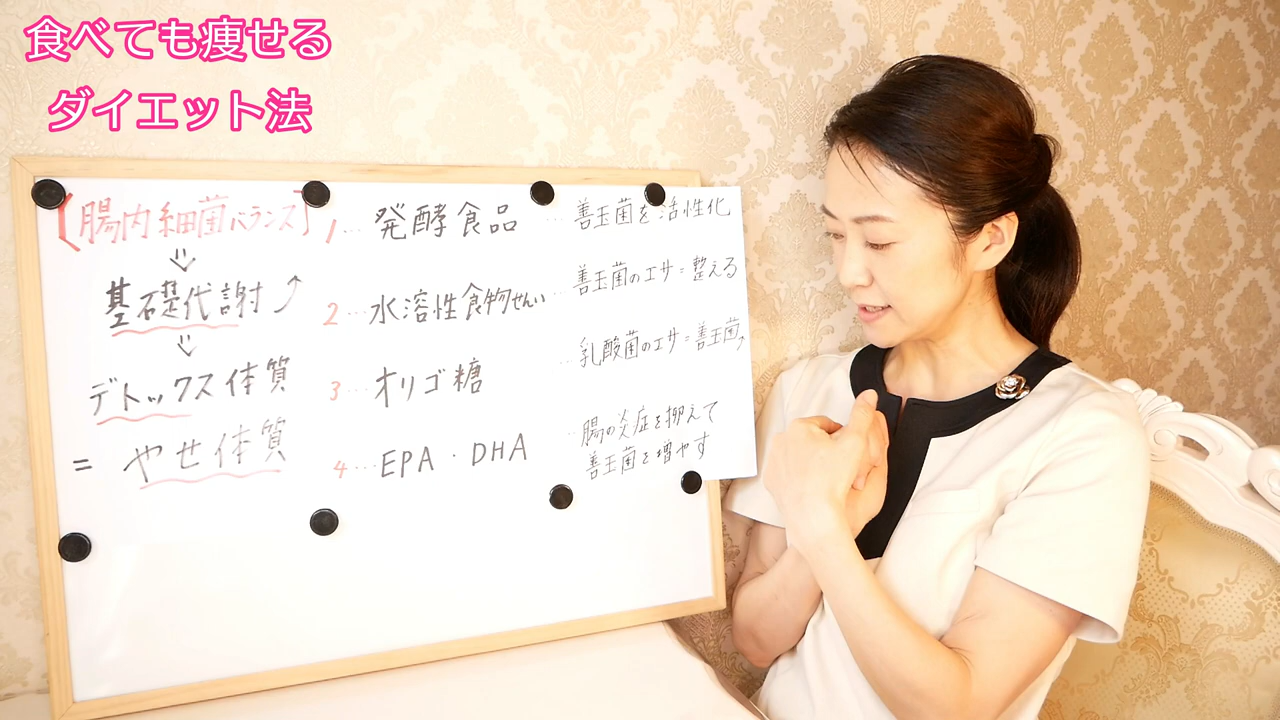 食べても痩せる
ダイエット法
【腸内細菌バランス】
⇓
基礎代謝⤴
⇓
デトックス体質
= やせ体質
1… 発酵食品 … 善玉菌を活性化
2… 水溶性食物せんい … 善玉菌のエサ=整える
3… オリゴ糖 … 乳酸菌のエサ=善玉菌↗
4… EPA・DHA … 腸の炎症を抑えて
善玉菌を増やす